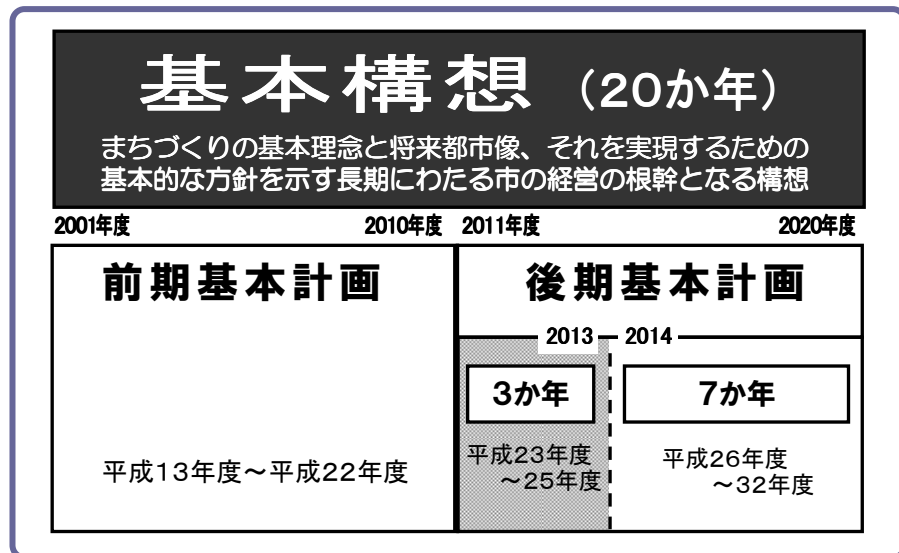 基本構想（20か年）
まちづくりの基本理念と将来都市像、それを実現するための
基本的な方針を示す長期にわたる市の経営の根幹となる構想
2001年度 2010年度 2011年度 2020年度
前期基本計画
平成13年度～平成22年度
後期基本計画
2013 2014
3か年 7か年
平成23年度
～25年度
平成26年度
～32年度